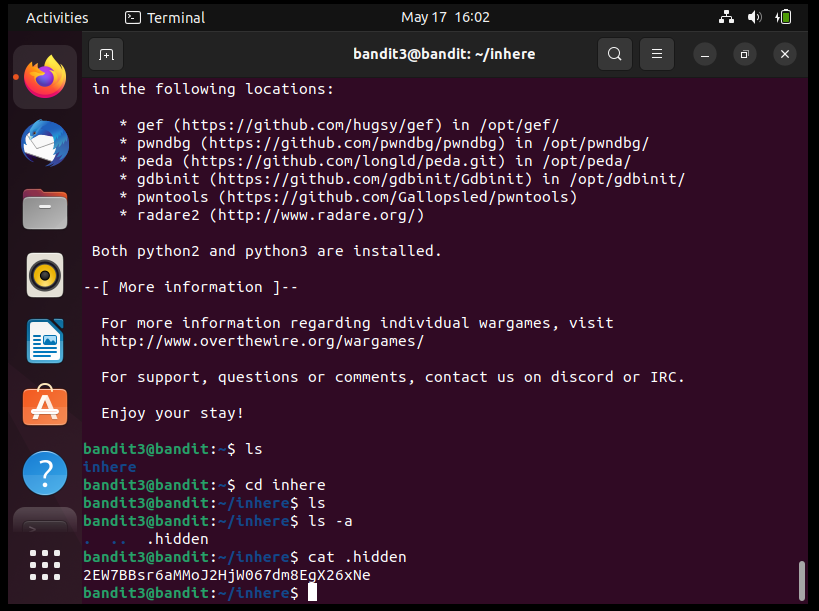 Activities Terminal May 17 16:02
bandit3@bandit: ~/inhere
in the following locations:
* gef (https://github.com/hugsy/gef) in /opt/gef/
* pwndbg (https://github.com/pwndbg/pwndbg) in /opt/pwndbg/
* peda (https://github.com/longld/peda.git) in /opt/peda/
* gdbinit (https://github.com/gdbinit/Gdbinit) in /opt/gdbinit/
* pwntools (https://github.com/Gallopsled/pwntools)
* radare2 (http://www.radare.org/)
Both python2 and python3 are installed.
--[ More information ]--
For more information regarding individual wargames, visit
http://www.overthewire.org/wargames/
For support, questions or comments, contact us on discord or IRC.
Enjoy your stay!
bandit3@bandit:~$ ls
inhere
bandit3@bandit:~$ cd inhere
bandit3@bandit:~/inhere$ ls
bandit3@bandit:~/inhere$ ls -a
. .. .hidden
bandit3@bandit:~/inhere$ cat .hidden
2EW7BBsr6aMMoJ2HjW067dm8EgX26xNe
bandit3@bandit:~/inhere$